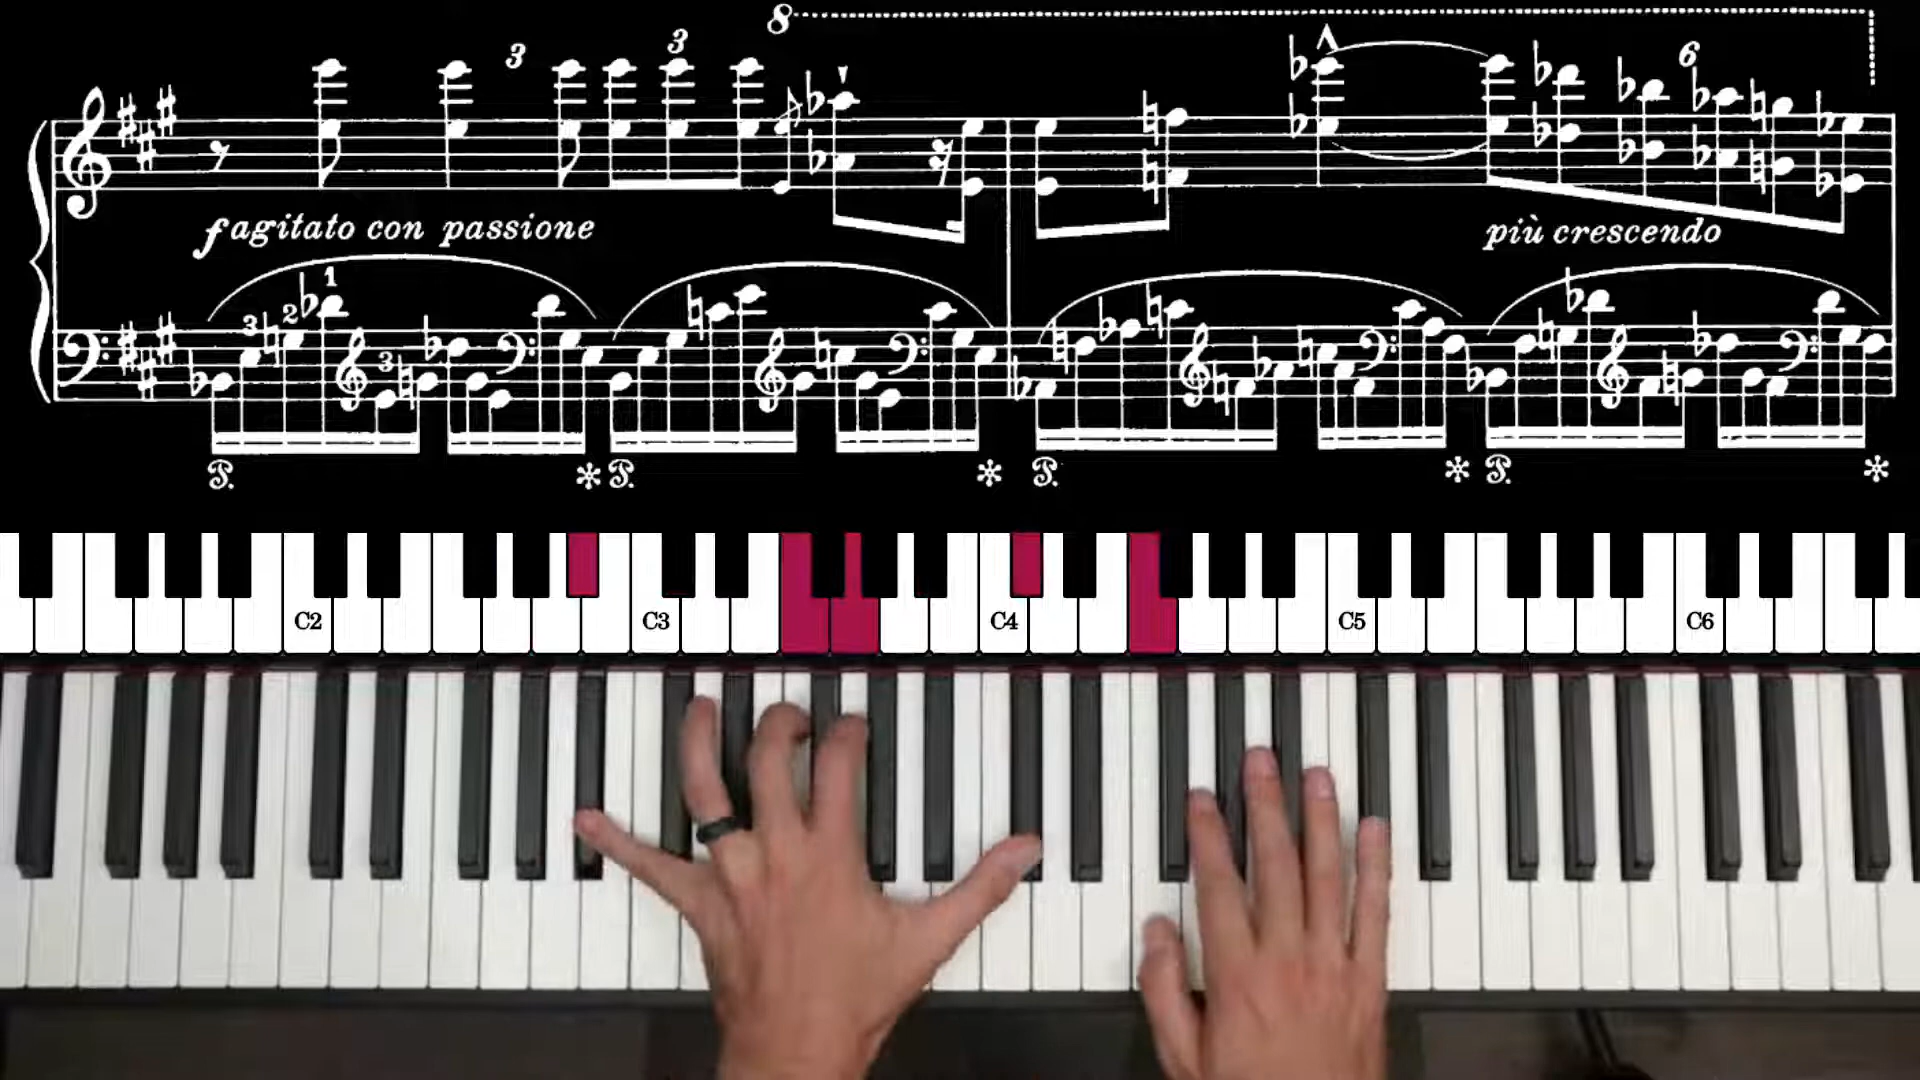 8
3 3 6
f agitato con passione più crescendo
3 2 1 3
C2 C3 C4 C5 C6